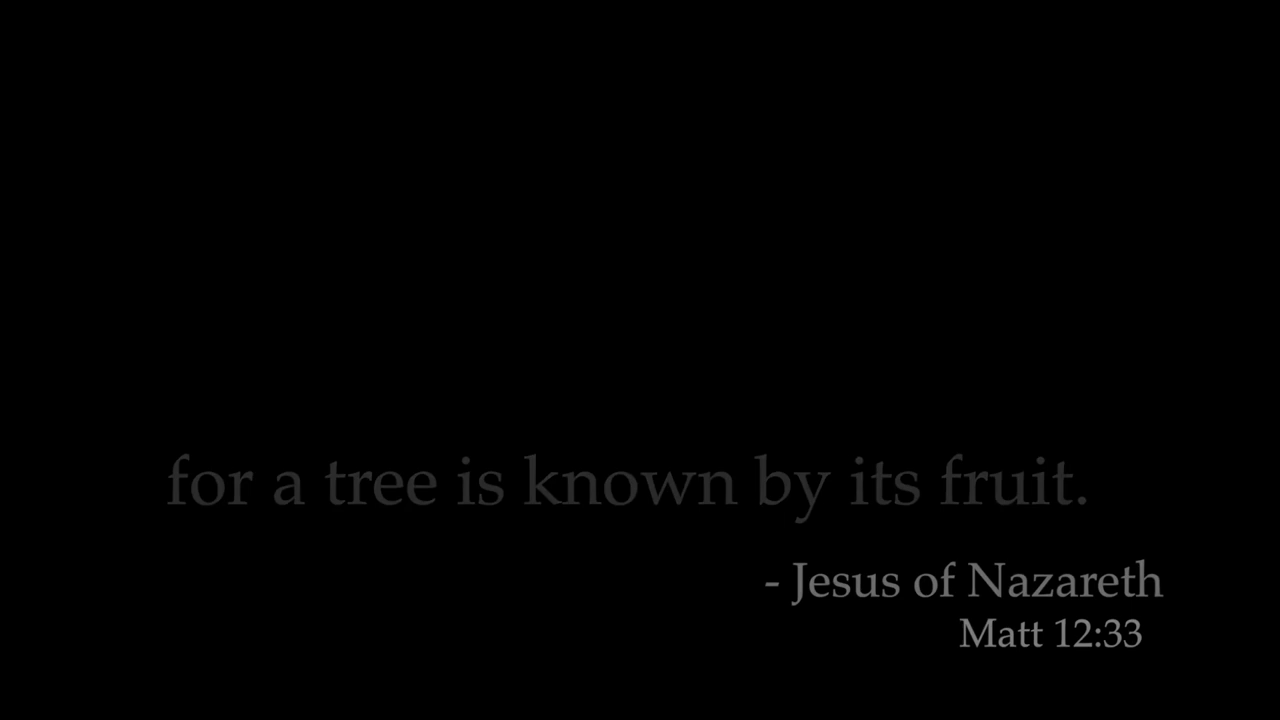 for a tree is known by its fruit.
- Jesus of Nazareth
Matt 12:33